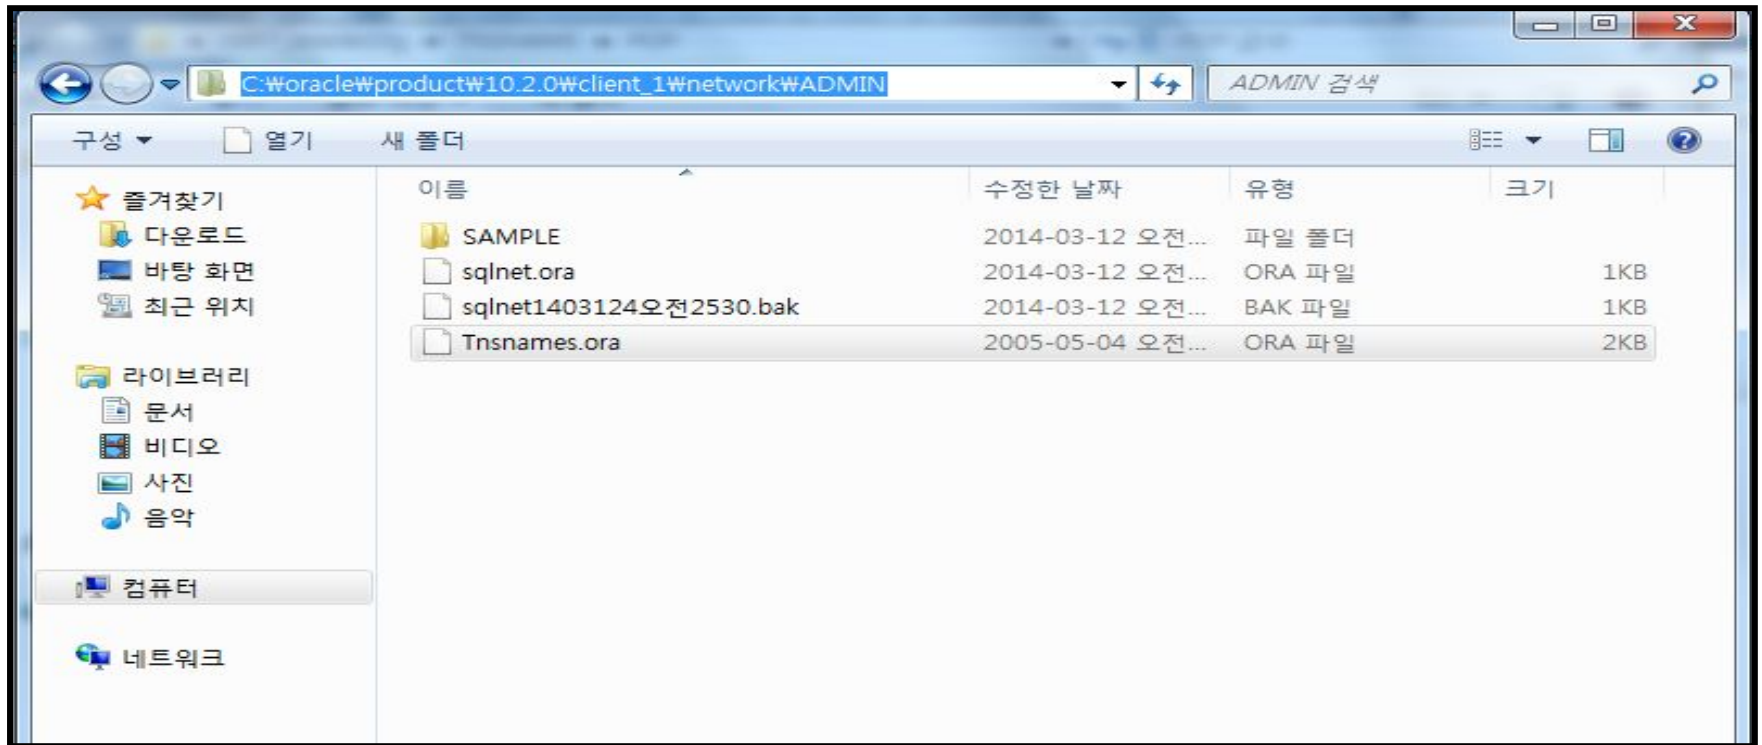 C:₩oracle₩product₩10.2.0₩client_1₩network₩ADMIN
ADMIN 검색
구성 열기 새 폴더
이름 수정한 날짜 유형 크기
SAMPLE 2014-03-12 오전... 파일 폴더
sqlnet.ora 2014-03-12 오전... ORA 파일 1KB
sqlnet1403124오전2530.bak 2014-03-12 오전... BAK 파일 1KB
Tnsnames.ora 2005-05-04 오전... ORA 파일 2KB
즐겨찾기
다운로드
바탕 화면
최근 위치
라이브러리
문서
비디오
사진
음악
컴퓨터
네트워크